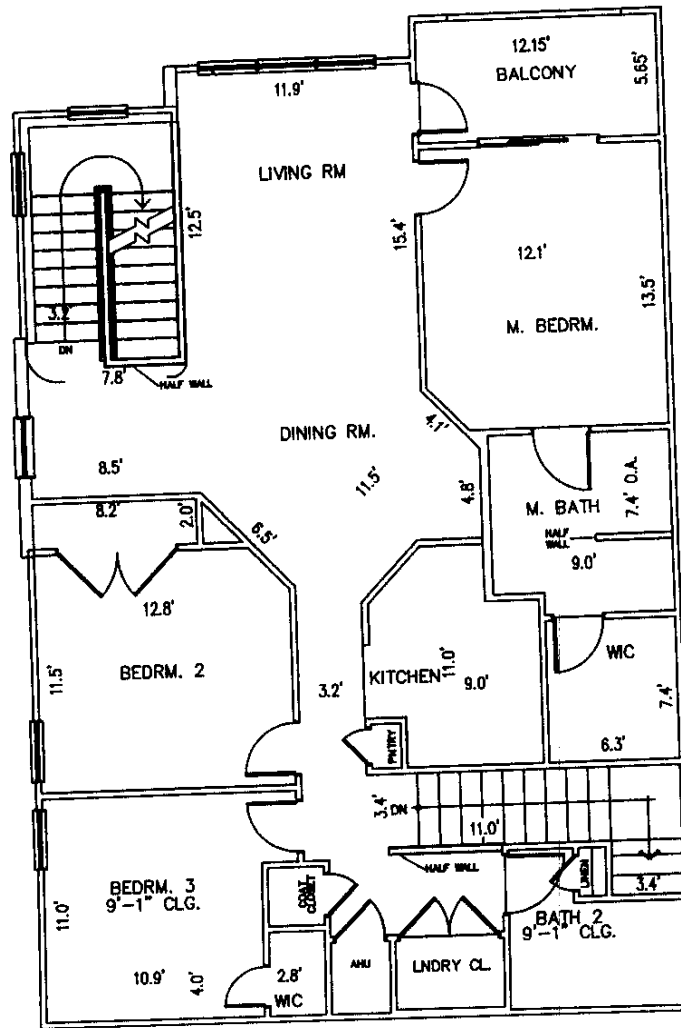 12.15'
BALCONY
5.65'
11.9'
LIVING RM
12.5'
15.4'
12.1'
13.5'
M. BEDRM.
3.2'
DN
7.8'
HALF WALL
DINING RM.
4.1'
8.5'
11.5'
4.8'
8.2'
2.0'
6.5'
M. BATH
7.4' O.A.
HALF
WALL
9.0'
12.8'
BEDRM. 2
11.5'
3.2'
KITCHEN
11.0'
9.0'
WIC
7.4'
6.3'
PNTRY
3.4'
DN
11.0'
HALF WALL
LINEN
3.4'
BEDRM. 3
9'-1" CLG.
11.0'
COAT
CLOSET
BATH 2
9'-1" CLG.
10.9'
4.0'
2.8'
WIC
AHU
LNDRY CL.